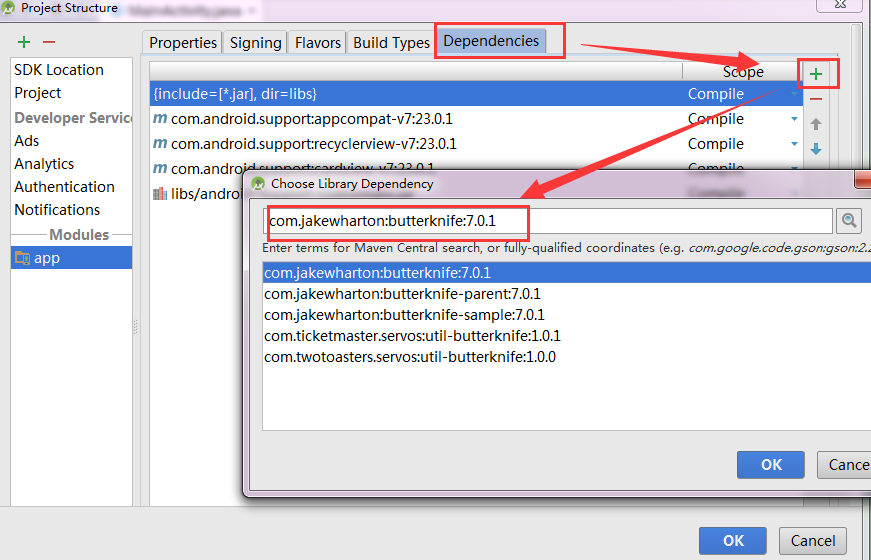 Project Structure
MainActivity.java
Properties Signing Flavors Build Types Dependencies
SDK Location
Project
Developer Servic
Ads
Analytics
Authentication
Notifications
Modules
app
Scope
{include=[*.jar], dir=libs} Compile
com.android.support:appcompat-v7:23.0.1 Compile
com.android.support:recyclerview-v7:23.0.1 Compile
com.android.support:cardview-v7:23.0.1 Compile
libs/andro
Choose Library Dependency
com.jakewharton:butterknife:7.0.1
Enter terms for Maven Central search, or fully-qualified coordinates (e.g. com.google.code.gson:gson:2.2
com.jakewharton:butterknife:7.0.1
com.jakewharton:butterknife-parent:7.0.1
com.jakewharton:butterknife-sample:7.0.1
com.ticketmaster.servos:util-butterknife:1.0.1
com.twotoasters.servos:util-butterknife:1.0.0
OK Cance
OK Cancel